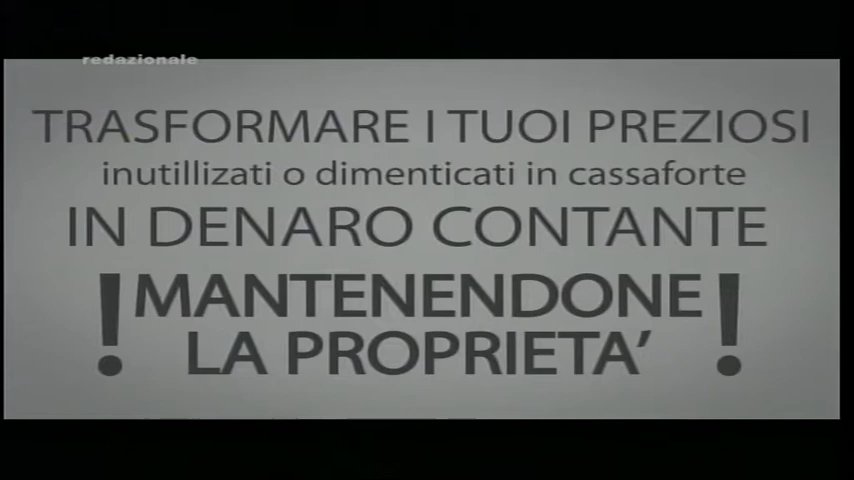 redazionale
TRASFORMARE I TUOI PREZIOSI
inutillizati o dimenticati in cassaforte
IN DENARO CONTANTE
! MANTENENDONE !
LA PROPRIETA’